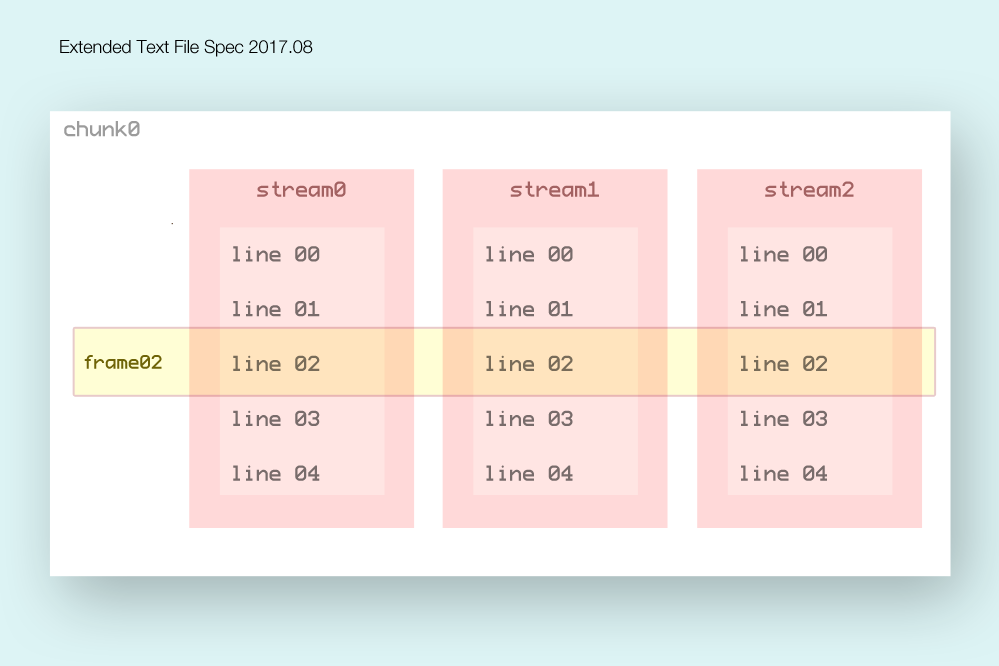 Extended Text File Spec 2017.08
chunk0
stream0 stream1 stream2
line 00 line 00 line 00
line 01 line 01 line 01
frame02 line 02 line 02 line 02
line 03 line 03 line 03
line 04 line 04 line 04